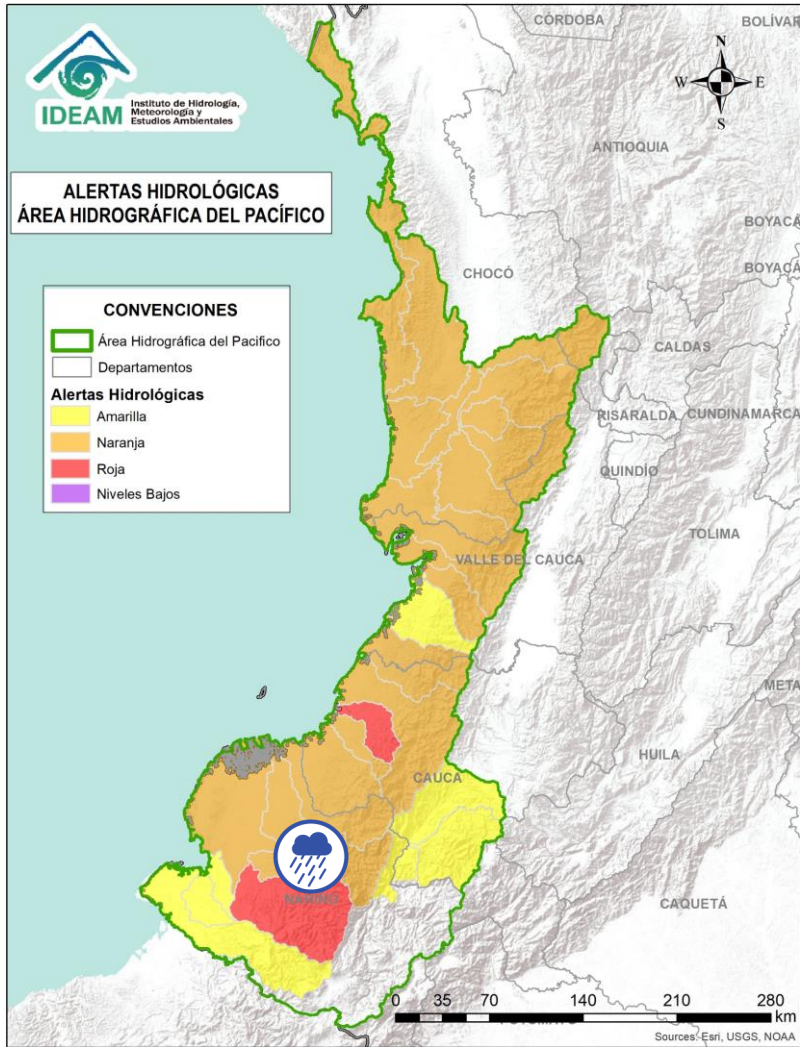 CÓRDOBA
BOLÍVAR
N
W
E
S
IDEAM
Instituto de Hidrología,
Meteorología y
Estudios Ambientales
ANTIOQUIA
ALERTAS HIDROLÓGICAS
ÁREA HIDROGRÁFICA DEL PACÍFICO
BOYACÁ
BOYACÁ
CHOCÓ
CONVENCIONES
Área Hidrográfica del Pacifico
Departamentos
Alertas Hidrológicas
Amarilla
Naranja
Roja
Niveles Bajos
CALDAS
RISARALDA
CUNDINAMARCA
QUINDÍO
TOLIMA
VALLE DEL CAUCA
META
HUILA
CAUCA
NARIÑO
CAQUETÁ
0 35 70 140 210 280
km
Sources: Esri, USGS, NOAA